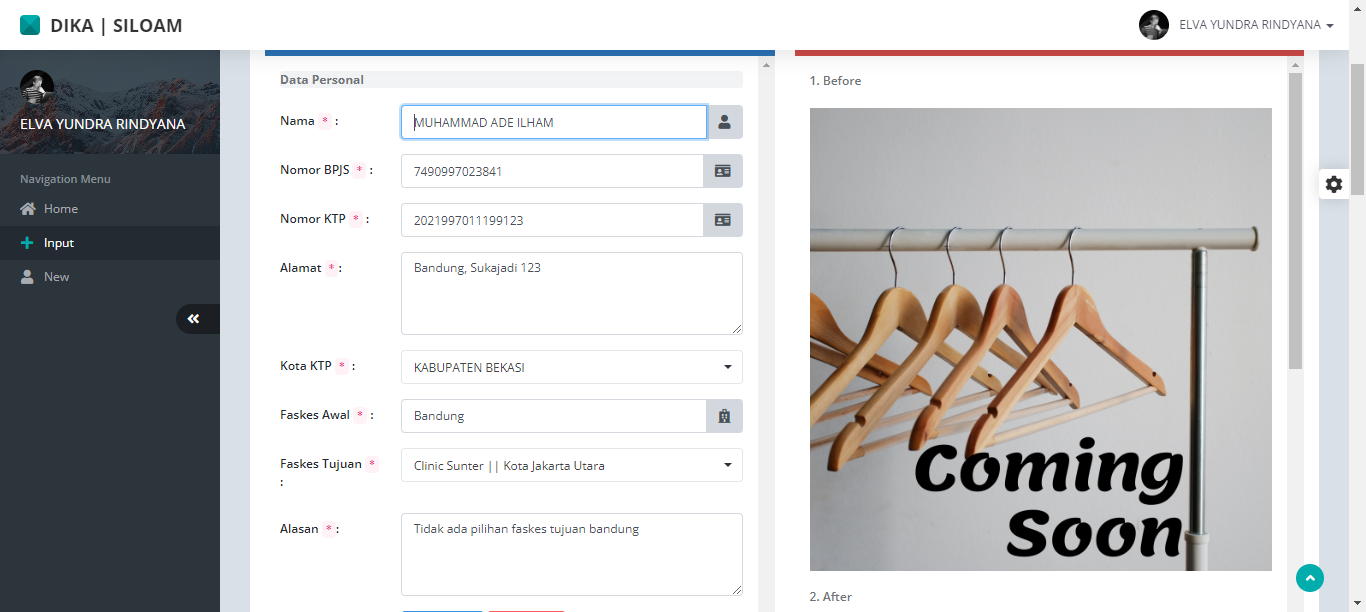 DIKA | SILOAM
ELVA YUNDRA RINDYANA
ELVA YUNDRA RINDYANA
Navigation Menu
Home
Input
New
Data Personal
Nama * :
MUHAMMAD ADE ILHAM
Nomor BPJS * :
7490997023841
Nomor KTP * :
2021997011199123
Alamat * :
Bandung, Sukajadi 123
Kota KTP * :
KABUPATEN BEKASI
Faskes Awal * :
Bandung
Faskes Tujuan *
:
Clinic Sunter || Kota Jakarta Utara
Alasan * :
Tidak ada pilihan faskes tujuan bandung
1. Before
Coming
Soon
2. After